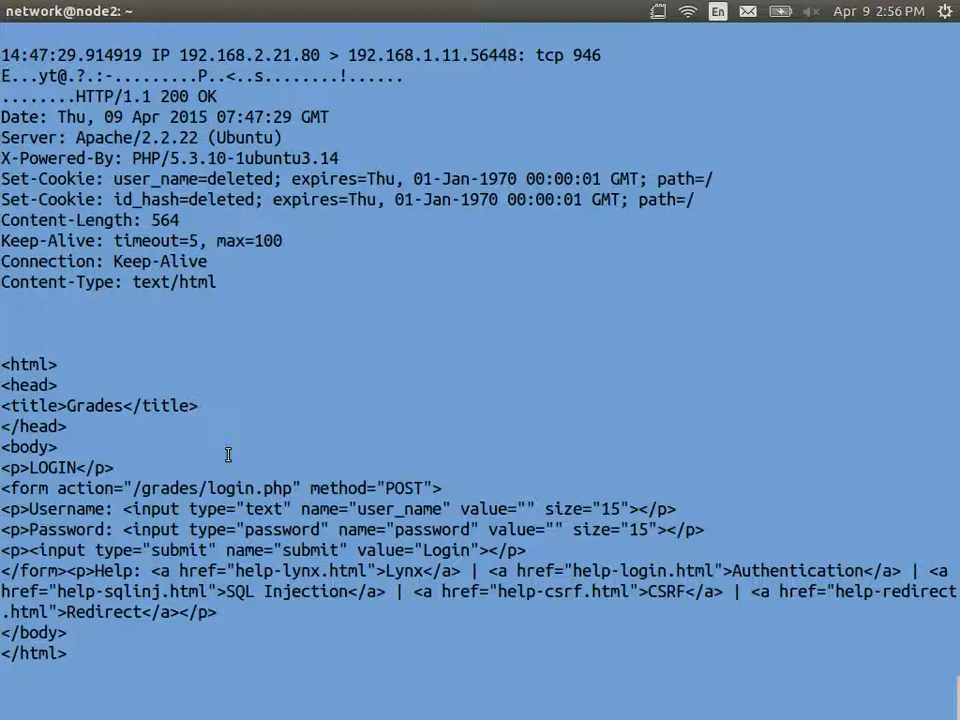 network@node2: ~
En
Apr 9 2:56 PM
14:47:29.914919 IP 192.168.2.21.80 > 192.168.1.11.56448: tcp 946
E...yt@.?.:-.........P..<..s........!......
........HTTP/1.1 200 OK
Date: Thu, 09 Apr 2015 07:47:29 GMT
Server: Apache/2.2.22 (Ubuntu)
X-Powered-By: PHP/5.3.10-1ubuntu3.14
Set-Cookie: user_name=deleted; expires=Thu, 01-Jan-1970 00:00:01 GMT; path=/
Set-Cookie: id_hash=deleted; expires=Thu, 01-Jan-1970 00:00:01 GMT; path=/
Content-Length: 564
Keep-Alive: timeout=5, max=100
Connection: Keep-Alive
Content-Type: text/html
<html>
<head>
<title>Grades</title>
</head>
<body>
<p>LOGIN</p>
<form action="/grades/login.php" method="POST">
<p>Username: <input type="text" name="user_name" value="" size="15"></p>
<p>Password: <input type="password" name="password" value="" size="15"></p>
<p><input type="submit" name="submit" value="Login"></p>
</form><p>Help: <a href="help-lynx.html">Lynx</a> | <a href="help-login.html">Authentication</a> | <a
href="help-sqlinj.html">SQL Injection</a> | <a href="help-csrf.html">CSRF</a> | <a href="help-redirect
.html">Redirect</a></p>
</body>
</html>